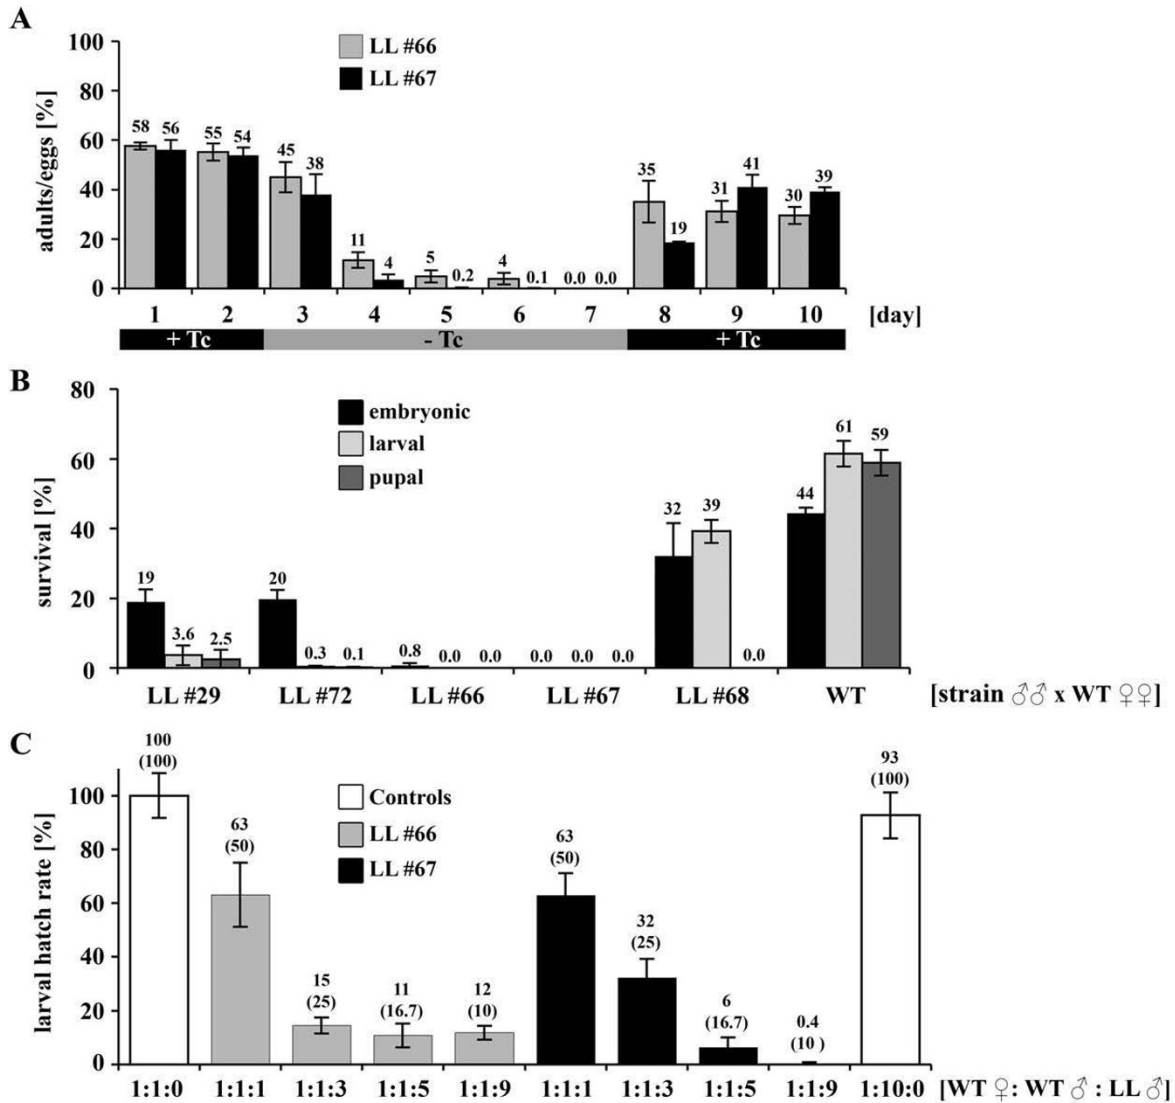 A
100
80
60
40
20
0
adults/eggs [%]
LL #66
LL #67
58 56 55 54 45 38 11 4 5 0.2 4 0.1 0.0 0.0 35 19 31 41 30 39
1 2 3 4 5 6 7 8 9 10 [day]
+ Tc - Tc + Tc
B
80
60
40
20
0
survival [%]
embryonic
larval
pupal
19 3.6 2.5 20 0.3 0.1 0.8 0.0 0.0 0.0 0.0 0.0 32 39 0.0 44 61 59
LL #29 LL #72 LL #66 LL #67 LL #68 WT [strain ♂♂ x WT ♀♀]
C
100
80
60
40
20
0
larval hatch rate [%]
Controls
LL #66
LL #67
100 63 15 11 12 63 32 6 0.4 93
(100) (50) (25) (16.7) (10) (50) (25) (16.7) (10 ) (100)
1:1:0 1:1:1 1:1:3 1:1:5 1:1:9 1:1:1 1:1:3 1:1:5 1:1:9 1:10:0 [WT ♀: WT ♂ : LL ♂]